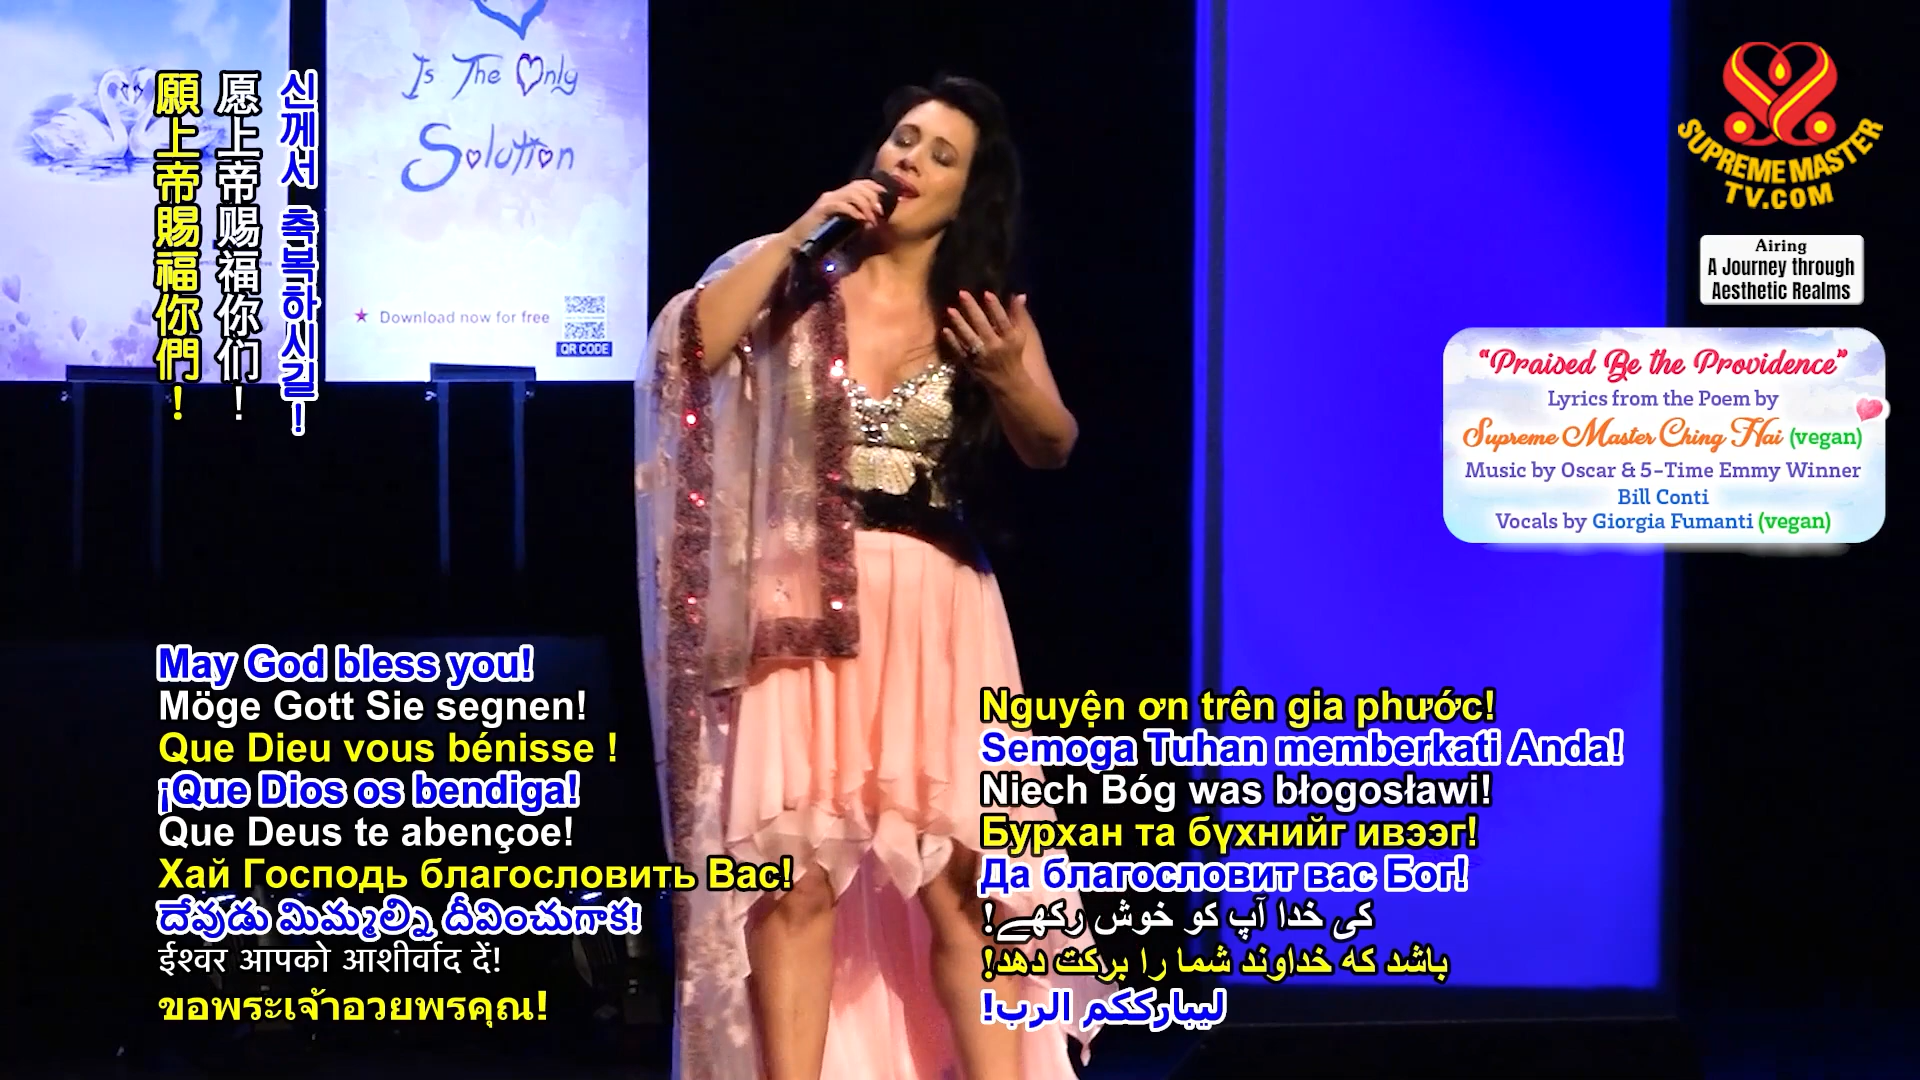 願上帝賜福你們！
愿上帝赐福你们！
신께서 축복하시길!
Is The Only
Solution
Download now for free
QR CODE
SUPREME MASTER
TV.COM
Airing
A Journey through
Aesthetic Realms
“Praised Be the Providence”
Lyrics from the Poem by
Supreme Master Ching Hai (vegan)
Music by Oscar & 5-Time Emmy Winner
Bill Conti
Vocals by Giorgia Fumanti (vegan)
May God bless you!
Möge Gott Sie segnen!
Que Dieu vous bénisse !
¡Que Dios os bendiga!
Que Deus te abençoe!
Хай Господь благословить Вас!
దేవుడు మిమ్మల్ని దీవించుగాక!
ईश्वर आपको आशीर्वाद दें!
ขอพระเจ้าอวยพรคุณ!
Nguyện ơn trên gia phước!
Semoga Tuhan memberkati Anda!
Niech Bóg was błogosławi!
Бурхан та бүхнийг ивээг!
Да благословит вас Бог!
کی خدا آپ کو خوش رکھے!
باشد که خداوند شما را برکت دهد!
ليبارككم الرب!